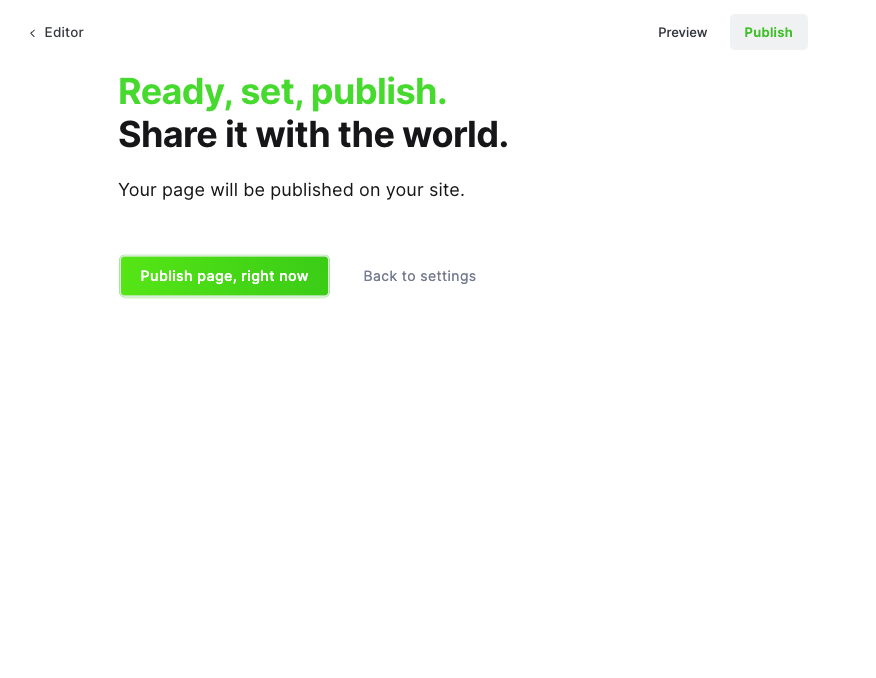 Editor
Preview
Publish
Ready, set, publish.
Share it with the world.
Your page will be published on your site.
Publish page, right now
Back to settings